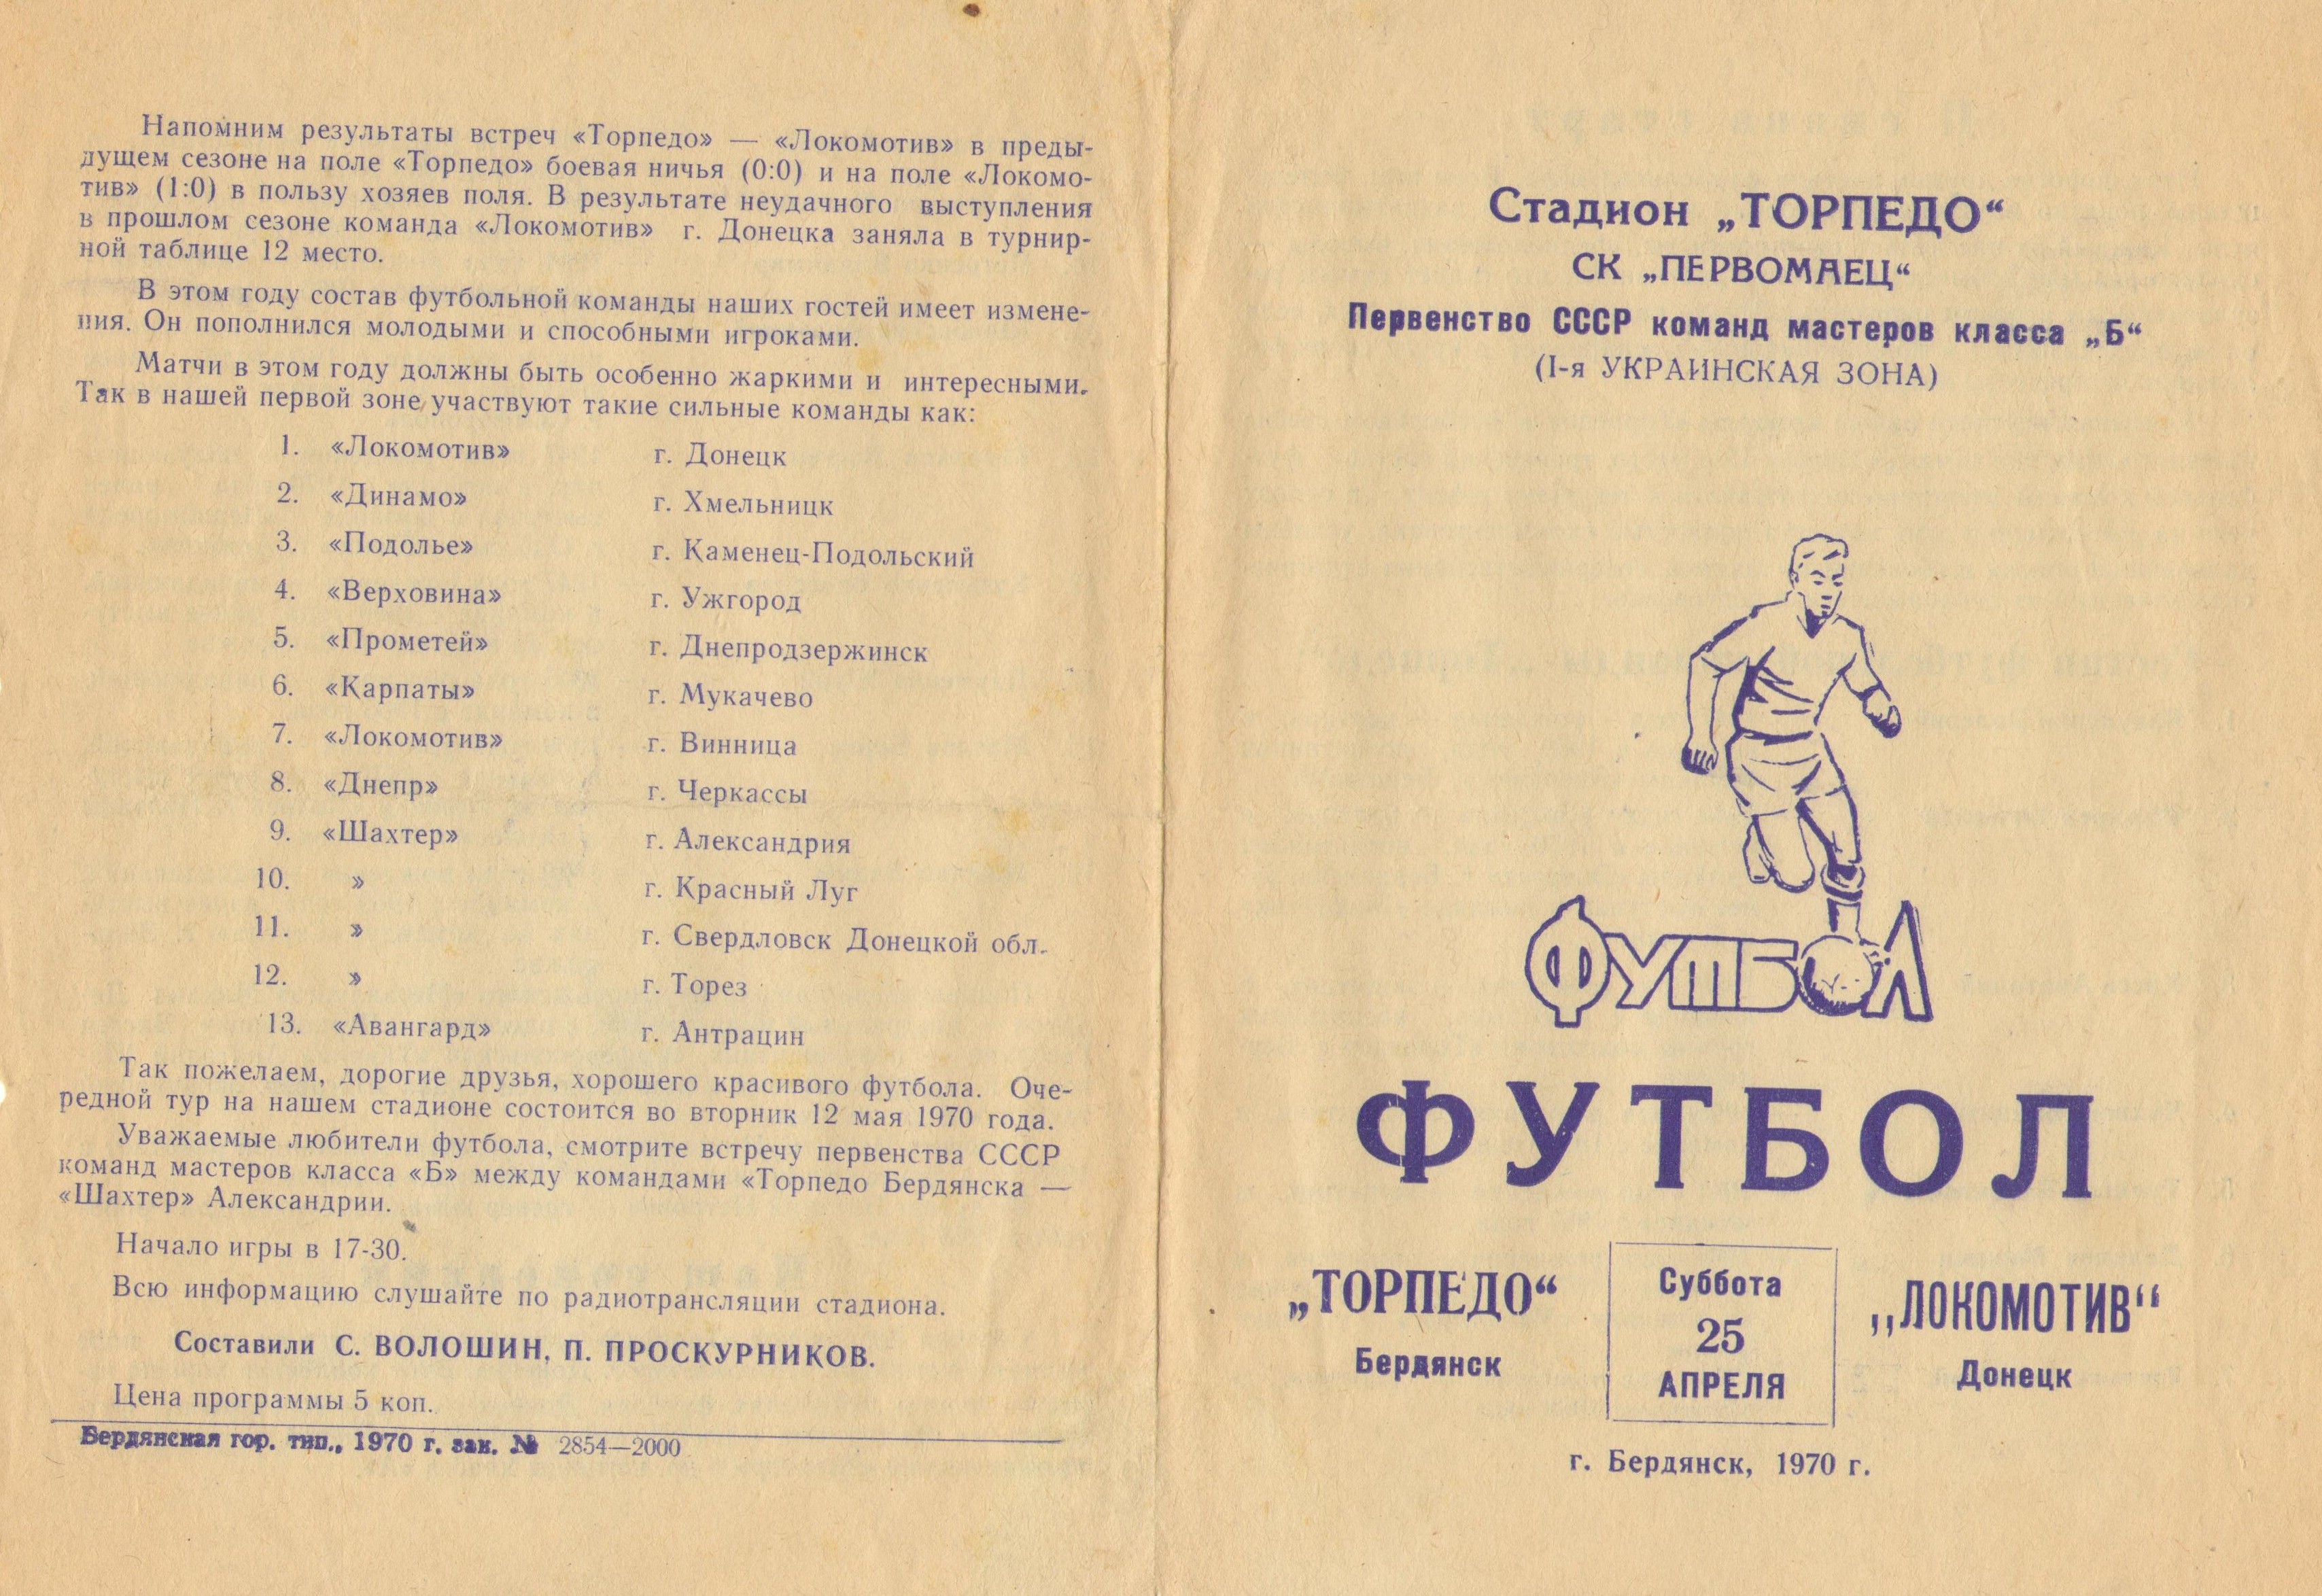 Напомним результаты встреч «Торпедо» — «Локомотив» в преды-
дущем сезоне на поле «Торпедо» боевая ничья (0:0) и на поле «Локомо-
тив» (1:0) в пользу хозяев поля. В результате неудачного выступления
в прошлом сезоне команда «Локомотив» г. Донецка заняла в турнир-
ной таблице 12 место.
В этом году состав футбольной команды наших гостей имеет измене-
ния. Он пополнился молодыми и способными игроками.
Матчи в этом году должны быть особенно жаркими и интересными.
Так в нашей первой зоне участвуют такие сильные команды как:
1. «Локомотив» г. Донецк
2. «Динамо» г. Хмельницк
3. «Подолье» г. Каменец-Подольский
4. «Верховина» г. Ужгород
5. «Прометей» г. Днепродзержинск
6. «Карпаты» г. Мукачево
7. «Локомотив» г. Винница
8. «Днепр» г. Черкассы
9. «Шахтер» г. Александрия
10. » г. Красный Луг
11. » г. Свердловск Донецкой обл.
12. » г. Торез
13. «Авангард» г. Антрацин
Так пожелаем, дорогие друзья, хорошего красивого футбола. Оче-
редной тур на нашем стадионе состоится во вторник 12 мая 1970 года.
Уважаемые любители футбола, смотрите встречу первенства СССР
команд мастеров класса «Б» между командами «Торпедо Бердянска —
«Шахтер» Александрии.
Начало игры в 17-30.
Всю информацию слушайте по радиотрансляции стадиона.
Составили С. ВОЛОШИН, П. ПРОСКУРНИКОВ.
Цена программы 5 коп.
Бердянская гор. тип., 1970 г. зак. № 2854—2000
Стадион „ТОРПЕДО“
СК „ПЕРВОМАЕЦ“
Первенство СССР команд мастеров класса „Б“
(I-я УКРАИНСКАЯ ЗОНА)
ФУТБОЛ
ФУТБОЛ
„ТОРПЕДО“
Бердянск
Суббота
25
АПРЕЛЯ
„ЛОКОМОТИВ“
Донецк
г. Бердянск, 1970 г.